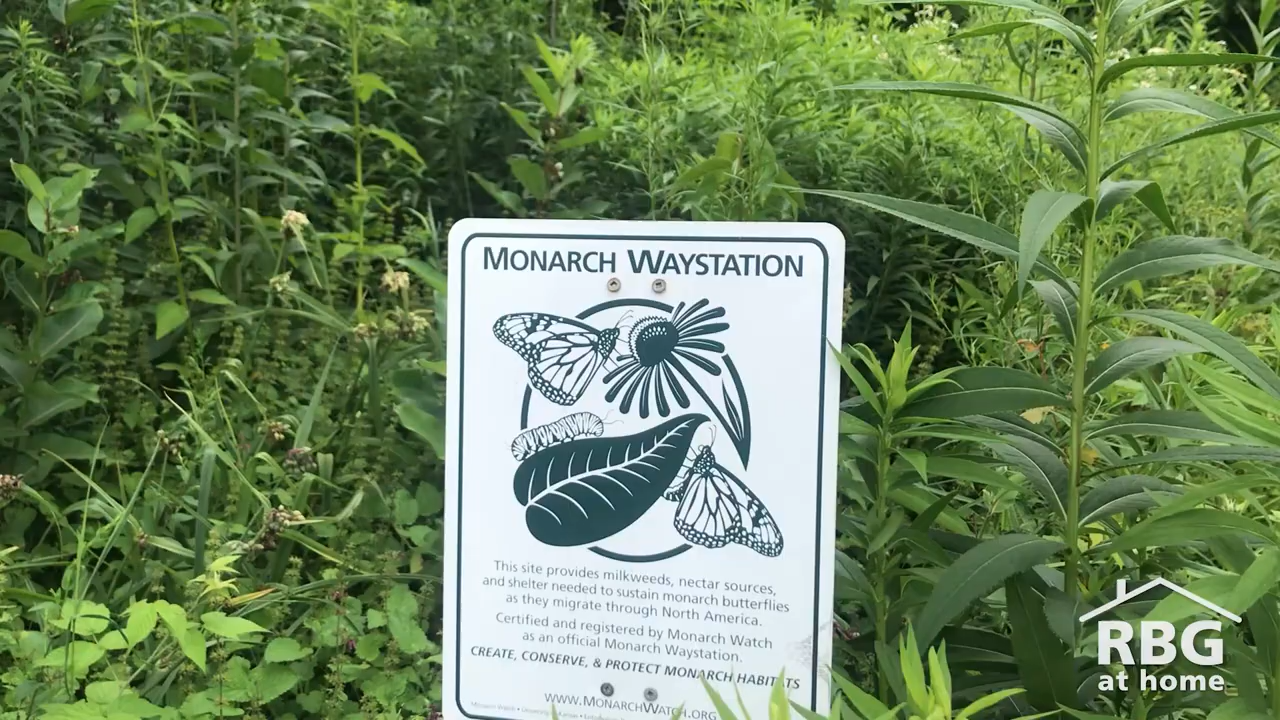 MONARCH WAYSTATION
This site provides milkweeds, nectar sources,
and shelter needed to sustain monarch butterflies
as they migrate through North America.
Certified and registered by Monarch Watch
as an official Monarch Waystation.
CREATE, CONSERVE, & PROTECT MONARCH HABITATS
WWW.MONARCHWATCH.ORG
RBG
at home